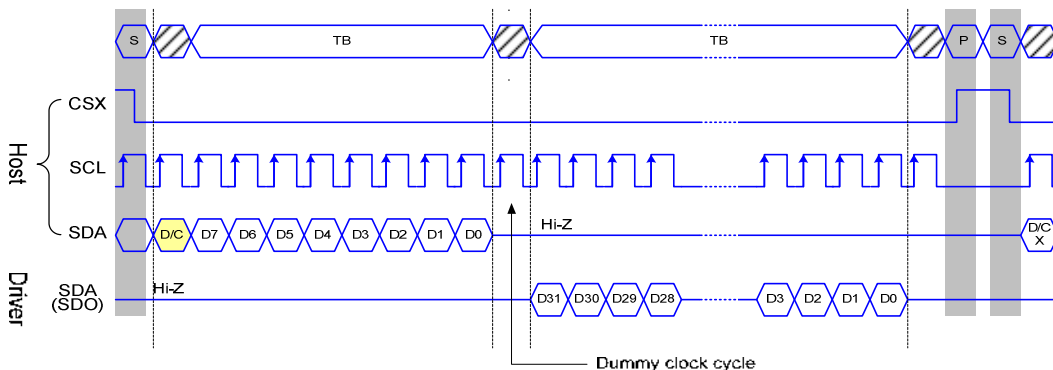 S TB TB P S
CSX
SCL
Host
SDA D/C D7 D6 D5 D4 D3 D2 D1 D0 Hi-Z D/C X
Driver
SDA (SDO) Hi-Z D31 D30 D29 D28 D3 D2 D1 D0
Dummy clock cycle